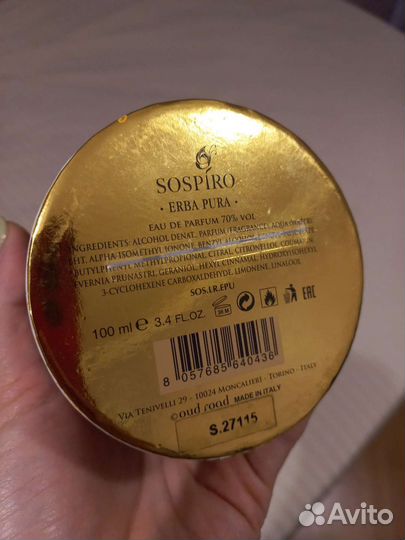 SOSPIRO
· ERBA PURA ·
EAU DE PARFUM 70% VOL
INGREDIENTS: ALCOHOL DENAT., PARFUM (FRAGRANCE), AQUA
BHT, ALPHA-ISOMETHYL IONONE, BENZYL
BUTYLPHENYL METHYLPROPIONAL, CITRAL, CITRONELLOL, COUMARIN
EVERNIA PRUNASTRI, GERANIOL, HEXYL CINNAMAL, HYDROXYISOHEXYL
3-CYCLOHEXENE CARBOXALDEHYDE, LIMONENE, LINALOOL
SOS.I.R.EPU
100 ml e 3.4 FL.OZ. EAC
8 057685 640436
VIA TENIVELLI 29 - 10024 MONCALIERI - TORINO - ITALY
©oud road MADE IN ITALY
S.27115
Avito